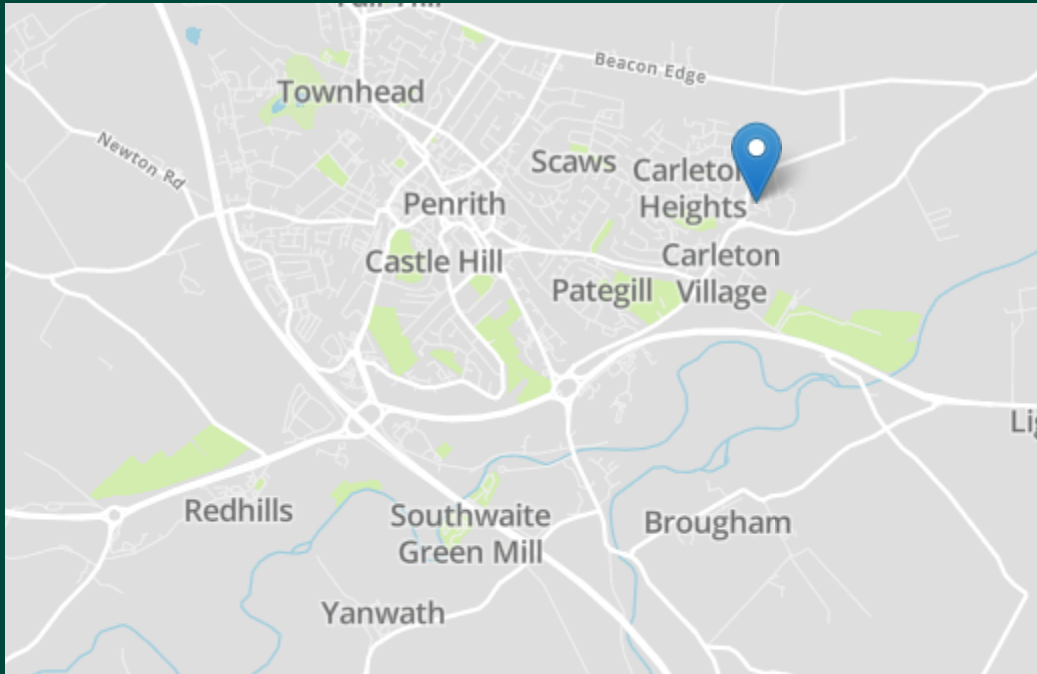 Beacon Edge
Townhead
Newton Rd
Scaws
Carleton
Heights
Penrith
Castle Hill
Carleton
Village
Pategill
Redhills
Southwaite
Green Mill
Brougham
Yanwath